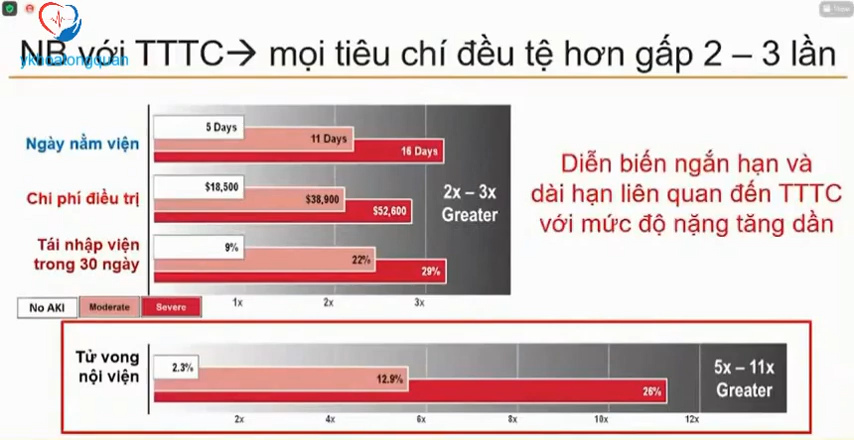 NB với TTTC→ mọi tiêu chí đều tệ hơn gấp 2 – 3 lần
ykhoatongquan
Ngày nằm viện
5 Days
11 Days
16 Days
Chi phí điều trị
$18,500
$38,900
$52,600
Tái nhập viện
trong 30 ngày
9%
22%
29%
2x – 3x
Greater
1x
2x
3x
No AKI
Moderate
Severe
Diễn biến ngắn hạn và
dài hạn liên quan đến TTTC
với mức độ nặng tăng dần
Tử vong
nội viện
2.3%
12.9%
26%
5x – 11x
Greater
2x
4x
6x
8x
10x
12x